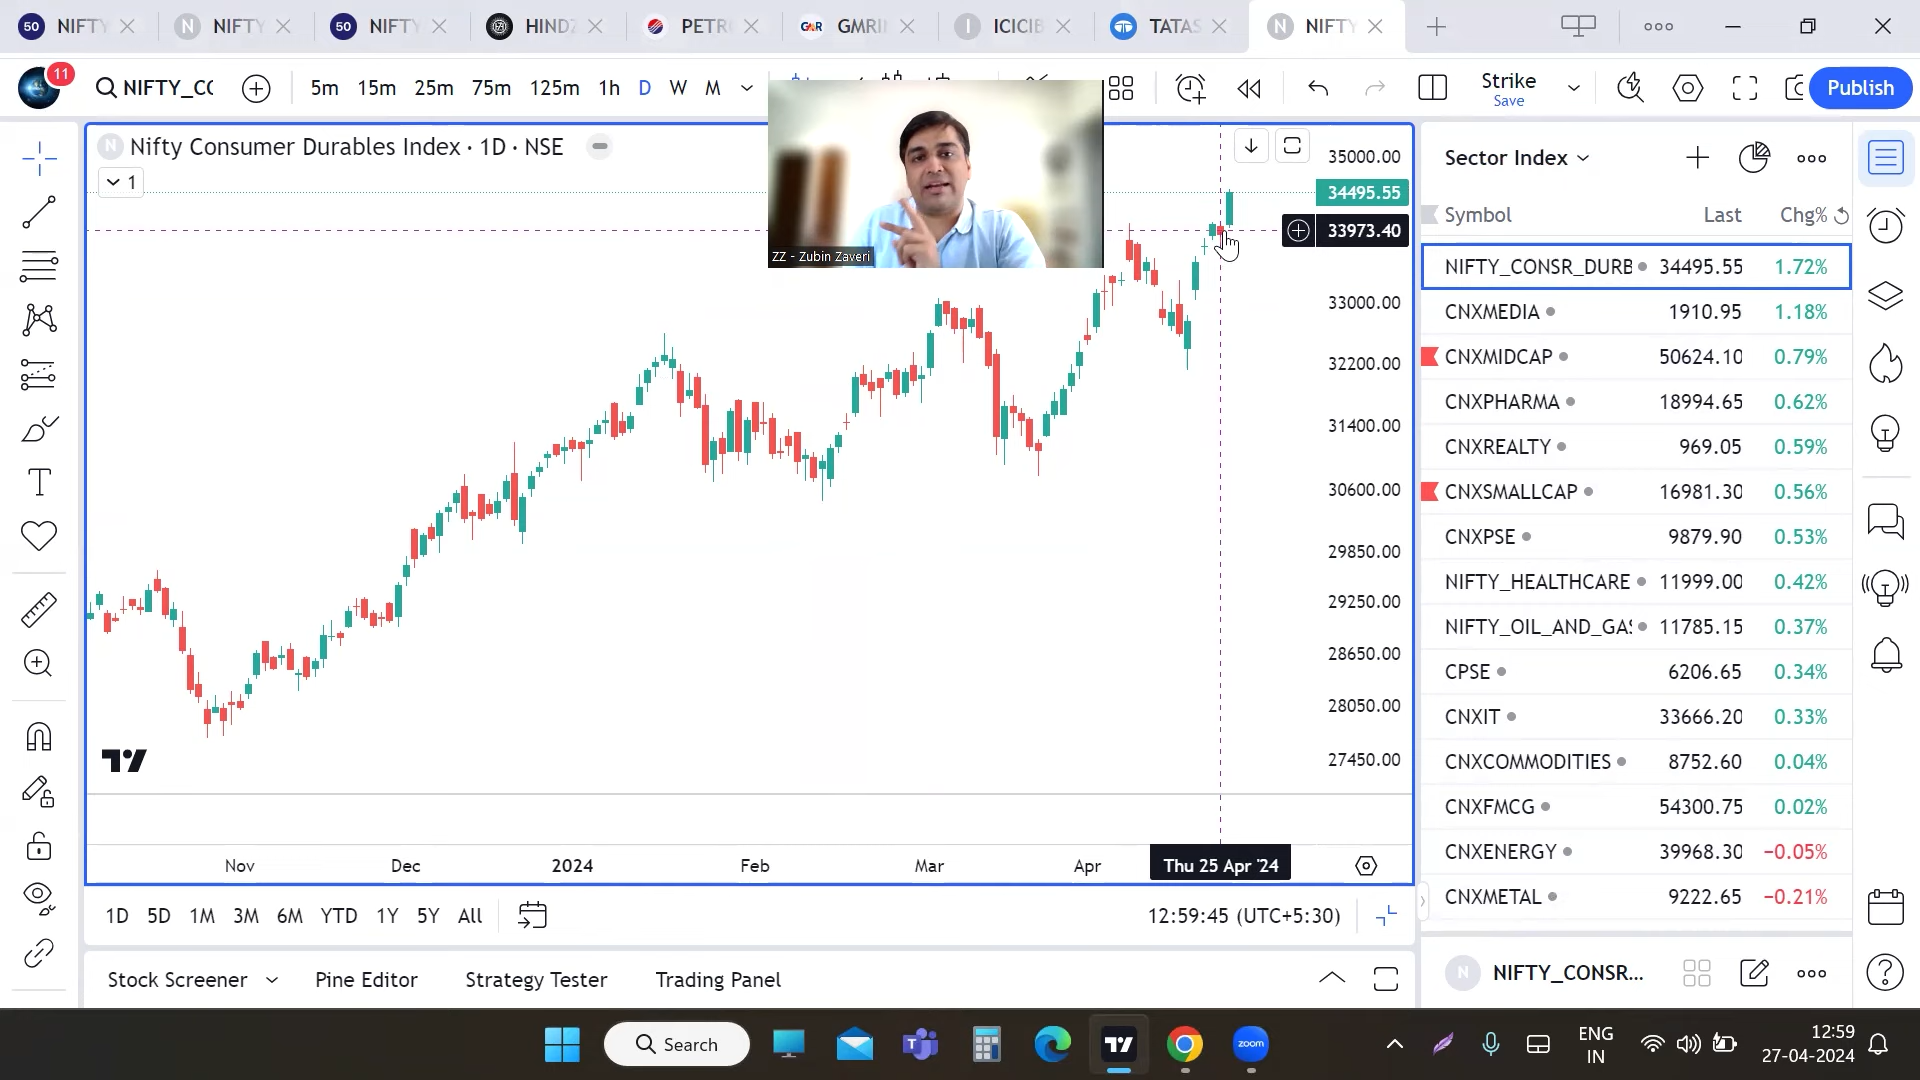 50 NIFTY
N NIFTY
50 NIFTY
HINDZ
PETR
GMR GMRI
I ICICIB
TATAS
N NIFTY
11
NIFTY_CO
5m 15m 25m 75m 125m 1h D W M
Strike
Save
Publish
N Nifty Consumer Durables Index · 1D · NSE
1
ZZ - Zubin Zaveri
35000.00
34495.55
33973.40
33000.00
32200.00
31400.00
30600.00
29850.00
29250.00
28650.00
28050.00
27450.00
Nov Dec 2024 Feb Mar Apr Thu 25 Apr '24
1D 5D 1M 3M 6M YTD 1Y 5Y All
12:59:45 (UTC+5:30)
Stock Screener Pine Editor Strategy Tester Trading Panel
Sector Index
Symbol Last Chg%
NIFTY_CONSR_DURB 34495.55 1.72%
CNXMEDIA 1910.95 1.18%
CNXMIDCAP 50624.10 0.79%
CNXPHARMA 18994.65 0.62%
CNXREALTY 969.05 0.59%
CNXSMALLCAP 16981.30 0.56%
CNXPSE 9879.90 0.53%
NIFTY_HEALTHCARE 11999.00 0.42%
NIFTY_OIL_AND_GAS 11785.15 0.37%
CPSE 6206.65 0.34%
CNXIT 33666.20 0.33%
CNXCOMMODITIES 8752.60 0.04%
CNXFMCG 54300.75 0.02%
CNXENERGY 39968.30 −0.05%
CNXMETAL 9222.65 −0.21%
N NIFTY_CONSR...
Search
zoom
ENG
IN
12:59
27-04-2024